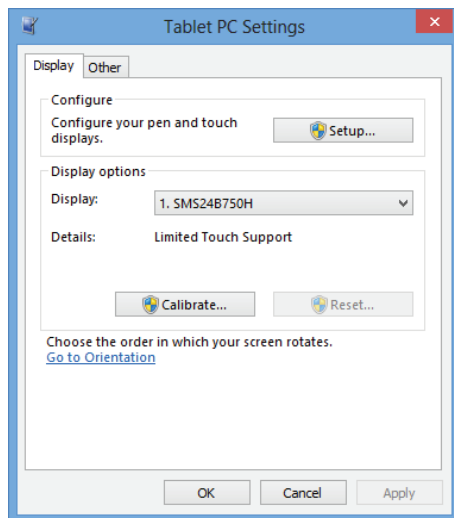 Tablet PC Settings
Display Other
Configure
Configure your pen and touch
displays.
Setup...
Display options
Display: 1. SMS24B750H
Details: Limited Touch Support
Calibrate... Reset...
Choose the order in which your screen rotates.
Go to Orientation
OK Cancel Apply